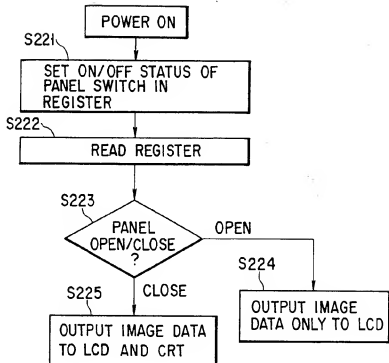 POWER ON
S221
SET ON/OFF STATUS OF
PANEL SWITCH IN
REGISTER
S222
READ REGISTER
S223
PANEL
OPEN/CLOSE
?
OPEN
S224
OUTPUT IMAGE
DATA ONLY TO LCD
CLOSE
S225
OUTPUT IMAGE DATA
TO LCD AND CRT